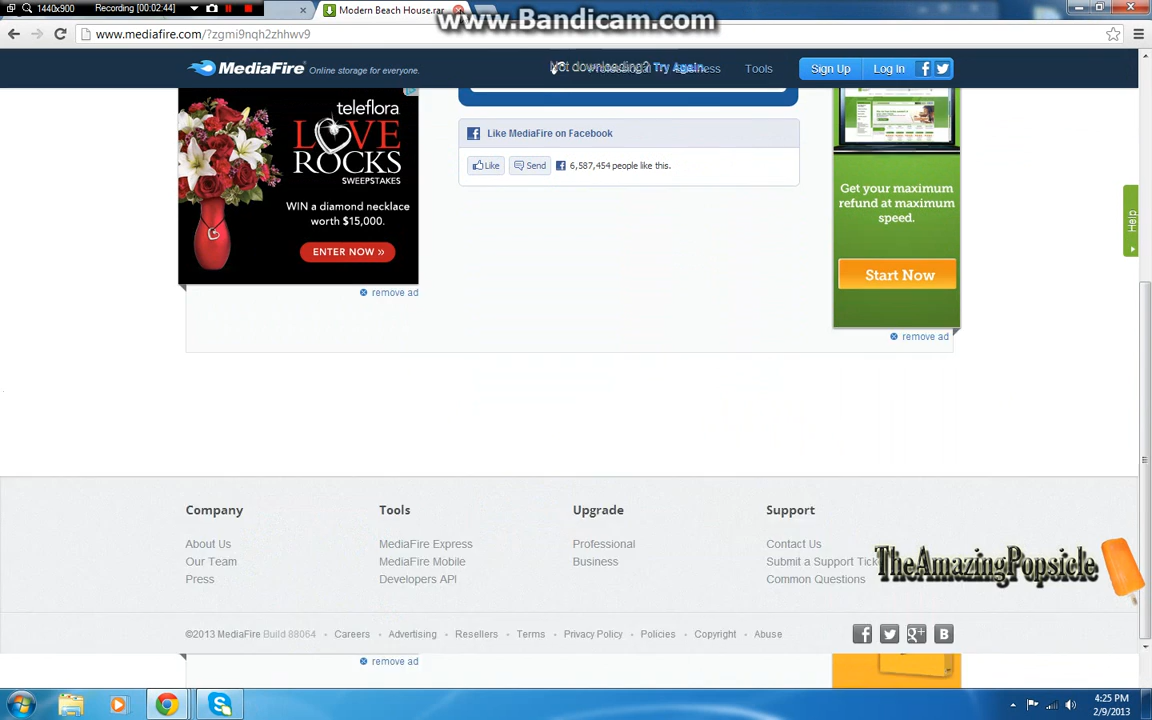 1440x900 Recording [00:02:44]
Modern Beach House.rar
www.Bandicam.com
www.mediafire.com/?zgmi9nqh2zhhwv9
MediaFire Online storage for everyone.
Not downloading? Try Again.
Professional Business Tools
Sign Up Log In
teleflora
LOVE
ROCKS
SWEEPSTAKES
WIN a diamond necklace
worth $15,000.
ENTER NOW »
remove ad
Like MediaFire on Facebook
Like Send 6,587,454 people like this.
Get your maximum
refund at maximum
speed.
Start Now
remove ad
Help
Company
About Us
Our Team
Press
Tools
MediaFire Express
MediaFire Mobile
Developers API
Upgrade
Professional
Business
Support
Contact Us
Submit a Support Ticke
Common Questions
TheAmazingPopsicle
©2013 MediaFire Build 88064 • Careers • Advertising • Resellers • Terms • Privacy Policy • Policies • Copyright • Abuse
remove ad
4:25 PM
2/9/2013